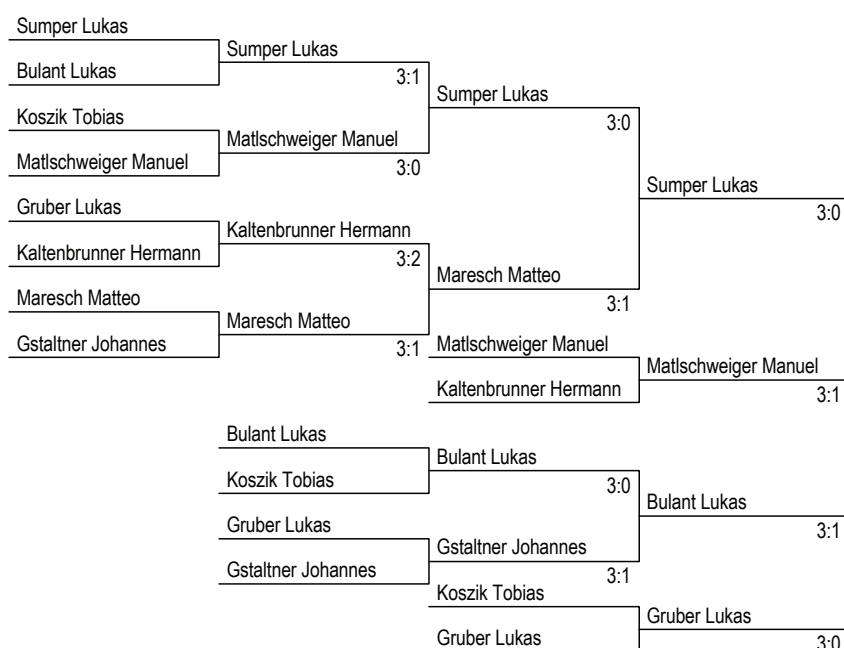 Sumper Lukas
Sumper Lukas
Bulant Lukas
3:1
Sumper Lukas
Koszik Tobias
3:0
Matlschweiger Manuel
Matlschweiger Manuel
3:0
Sumper Lukas
Gruber Lukas
3:0
Kaltenbrunner Hermann
Kaltenbrunner Hermann
3:2
Maresch Matteo
Maresch Matteo
3:1
Maresch Matteo
Gstaltner Johannes
3:1
Matlschweiger Manuel
Matlschweiger Manuel
Kaltenbrunner Hermann
3:1
Bulant Lukas
Bulant Lukas
Koszik Tobias
3:0
Bulant Lukas
Gruber Lukas
3:1
Gstaltner Johannes
Gstaltner Johannes
3:1
Koszik Tobias
Gruber Lukas
Gruber Lukas
3:0